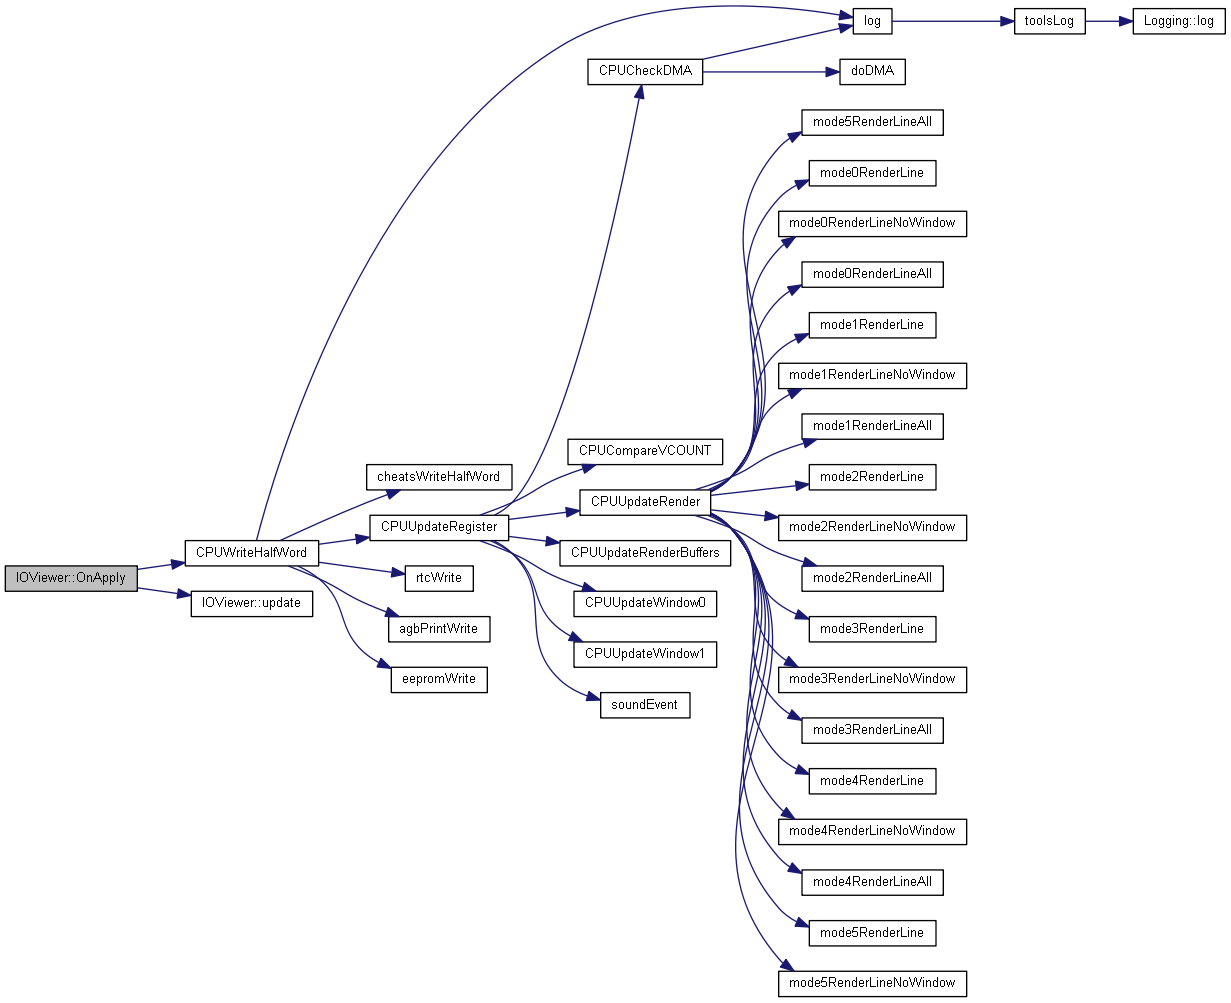 log
toolsLog
Logging::log
CPUCheckDMA
doDMA
mode5RenderLineAll
mode0RenderLine
mode0RenderLineNoWindow
mode0RenderLineAll
mode1RenderLine
mode1RenderLineNoWindow
mode1RenderLineAll
CPUCompareVCOUNT
cheatsWriteHalfWord
mode2RenderLine
CPUUpdateRender
CPUUpdateRegister
mode2RenderLineNoWindow
CPUWriteHalfWord
CPUUpdateRenderBuffers
IOViewer::OnApply
rtcWrite
mode2RenderLineAll
IOViewer::update
CPUUpdateWindow0
agbPrintWrite
mode3RenderLine
CPUUpdateWindow1
eepromWrite
mode3RenderLineNoWindow
soundEvent
mode3RenderLineAll
mode4RenderLine
mode4RenderLineNoWindow
mode4RenderLineAll
mode5RenderLine
mode5RenderLineNoWindow